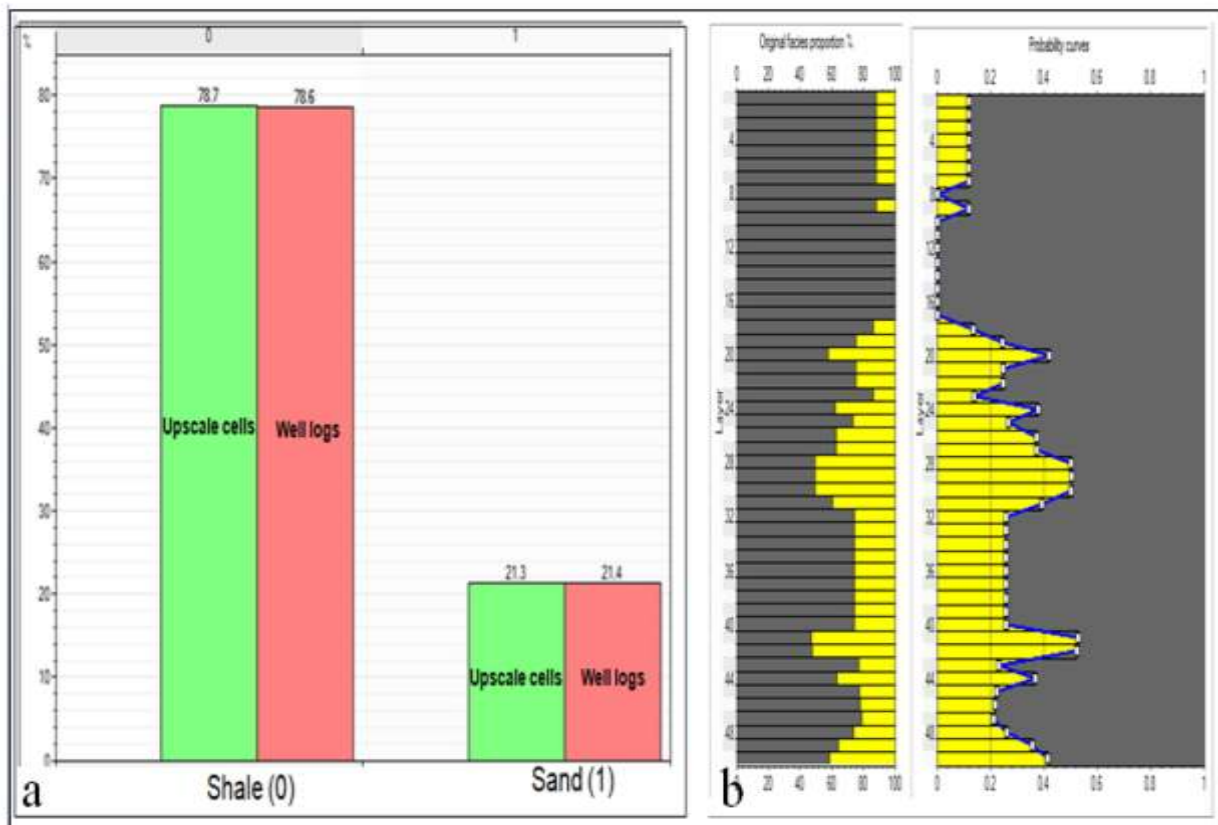 %
0
1
80
70
60
50
40
30
20
10
0
78.7
78.6
21.3
21.4
Upscale cells
Well logs
Upscale cells
Well logs
Shale (0)
Sand (1)
a
Original facies proportion %
0 20 40 60 80 100
Layer
4
8
12
16
20
24
28
32
36
40
44
48
0 20 40 60 80 100
Probability curves
0 0.2 0.4 0.6 0.8 1
Layer
4
8
12
16
20
24
28
32
36
40
44
48
0 0.2 0.4 0.6 0.8 1
b